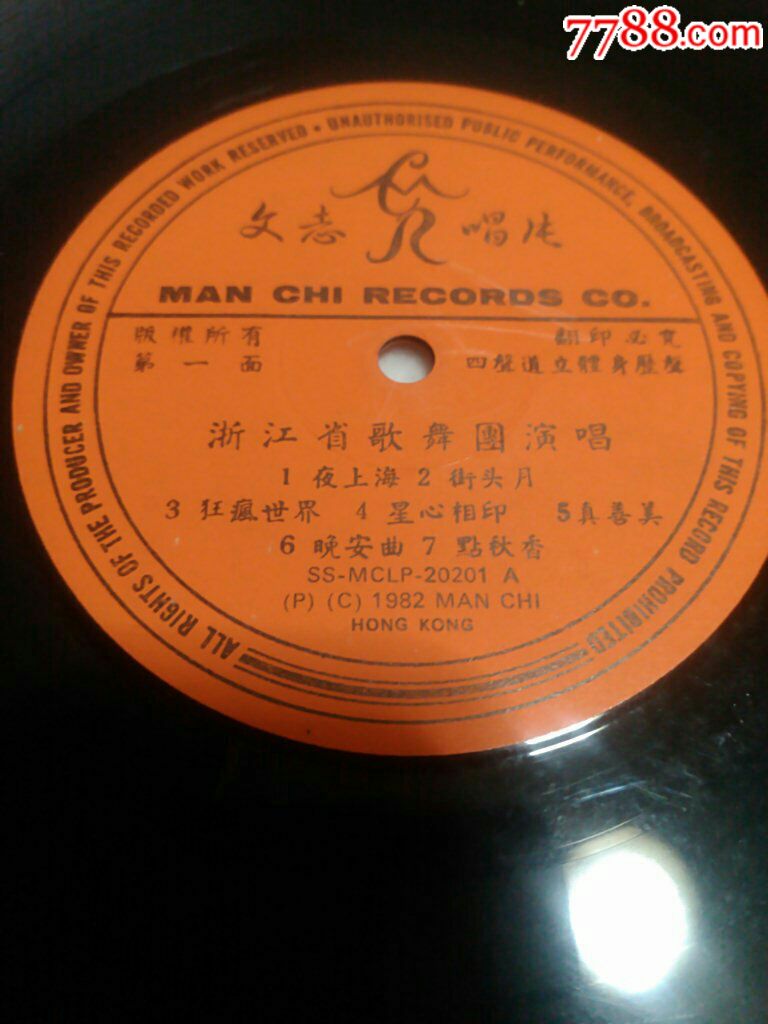 7788.com
ALL RIGHTS OF THE PRODUCER AND OWNER OF THIS RECORDED WORK RESERVED • UNAUTHORISED PUBLIC PERFORMANCE, BROADCASTING AND COPYING OF THIS RECORD PROHIBITED
文志 唱片
MAN CHI RECORDS CO.
版權所有 翻印必究
第一面 四聲道立體身歷聲
浙江省歌舞團演唱
1 夜上海 2 街头月
3 狂瘋世界 4 星心相印 5 真善美
6 晚安曲 7 點秋香
SS-MCLP-20201 A
(P) (C) 1982 MAN CHI
HONG KONG